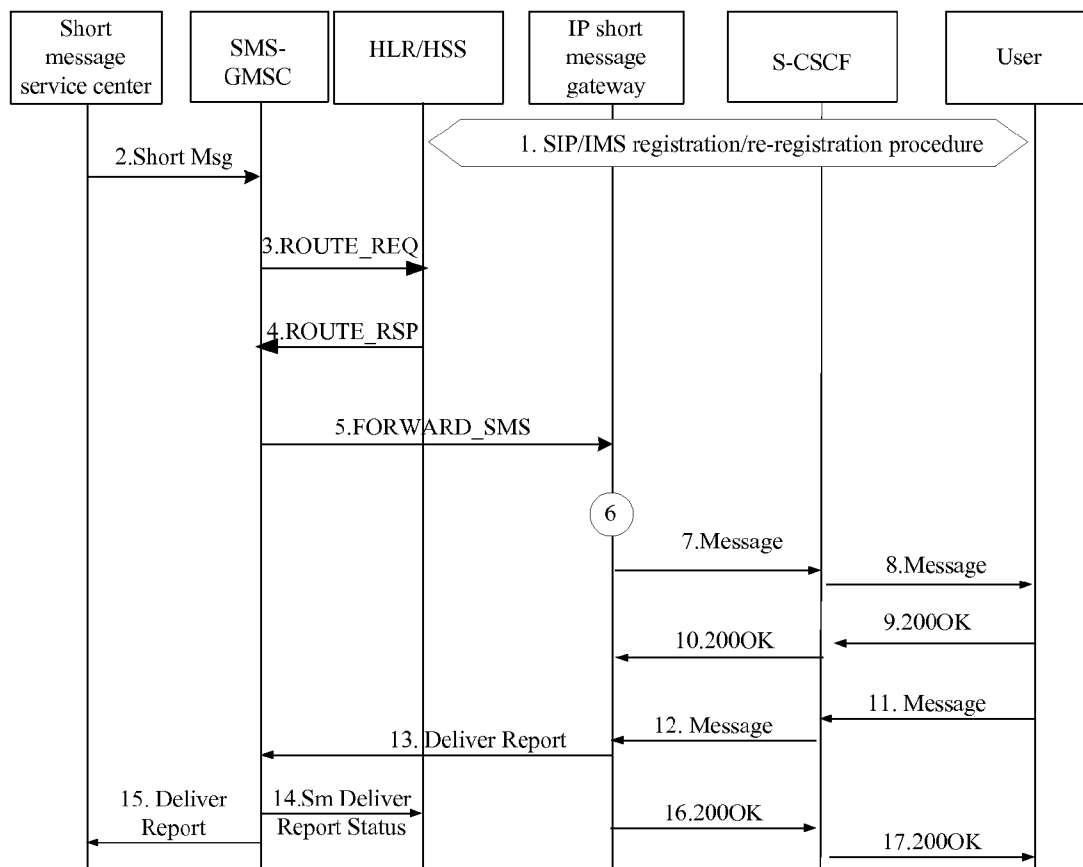 Short
message
service center
SMS-
GMSC
HLR/HSS
IP short
message
gateway
S-CSCF
User
1. SIP/IMS registration/re-registration procedure
2.Short Msg
3.ROUTE_REQ
4.ROUTE_RSP
5.FORWARD_SMS
6
7.Message
8.Message
9.200OK
10.200OK
11. Message
12. Message
13. Deliver Report
14.Sm Deliver
Report Status
15. Deliver
Report
16.200OK
17.200OK